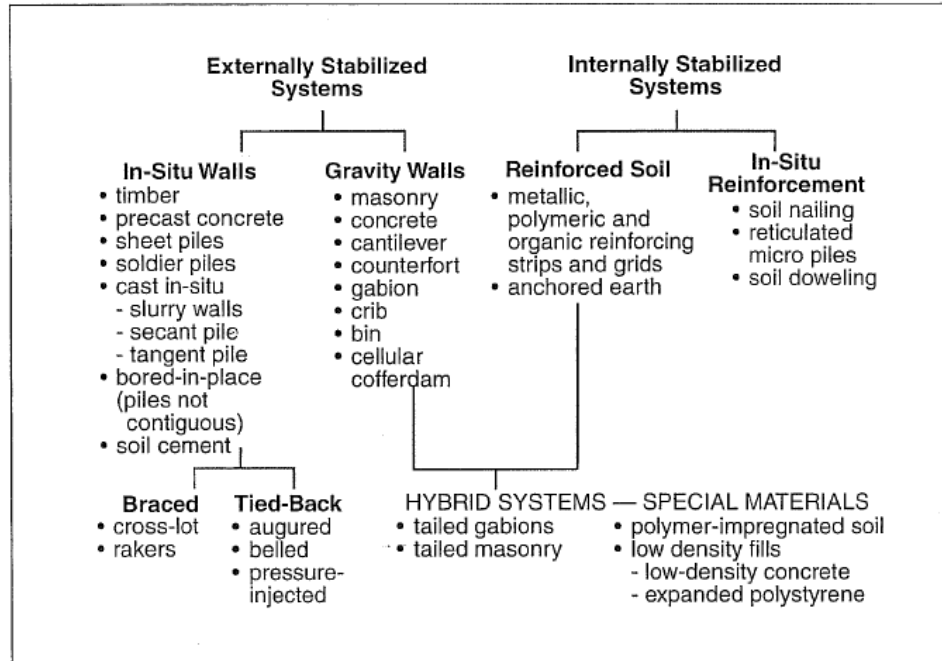 Externally Stabilized
Systems
Internally Stabilized
Systems
In-Situ Walls
• timber
• precast concrete
• sheet piles
• soldier piles
• cast in-situ
- slurry walls
- secant pile
- tangent pile
• bored-in-place
(piles not
contiguous)
• soil cement
Gravity Walls
• masonry
• concrete
• cantilever
• counterfort
• gabion
• crib
• bin
• cellular
cofferdam
Reinforced Soil
• metallic,
polymeric and
organic reinforcing
strips and grids
• anchored earth
In-Situ
Reinforcement
• soil nailing
• reticulated
micro piles
• soil doweling
Braced
• cross-lot
• rakers
Tied-Back
• augured
• belled
• pressure-
injected
HYBRID SYSTEMS — SPECIAL MATERIALS
• tailed gabions
• tailed masonry
• polymer-impregnated soil
• low density fills
- low-density concrete
- expanded polystyrene